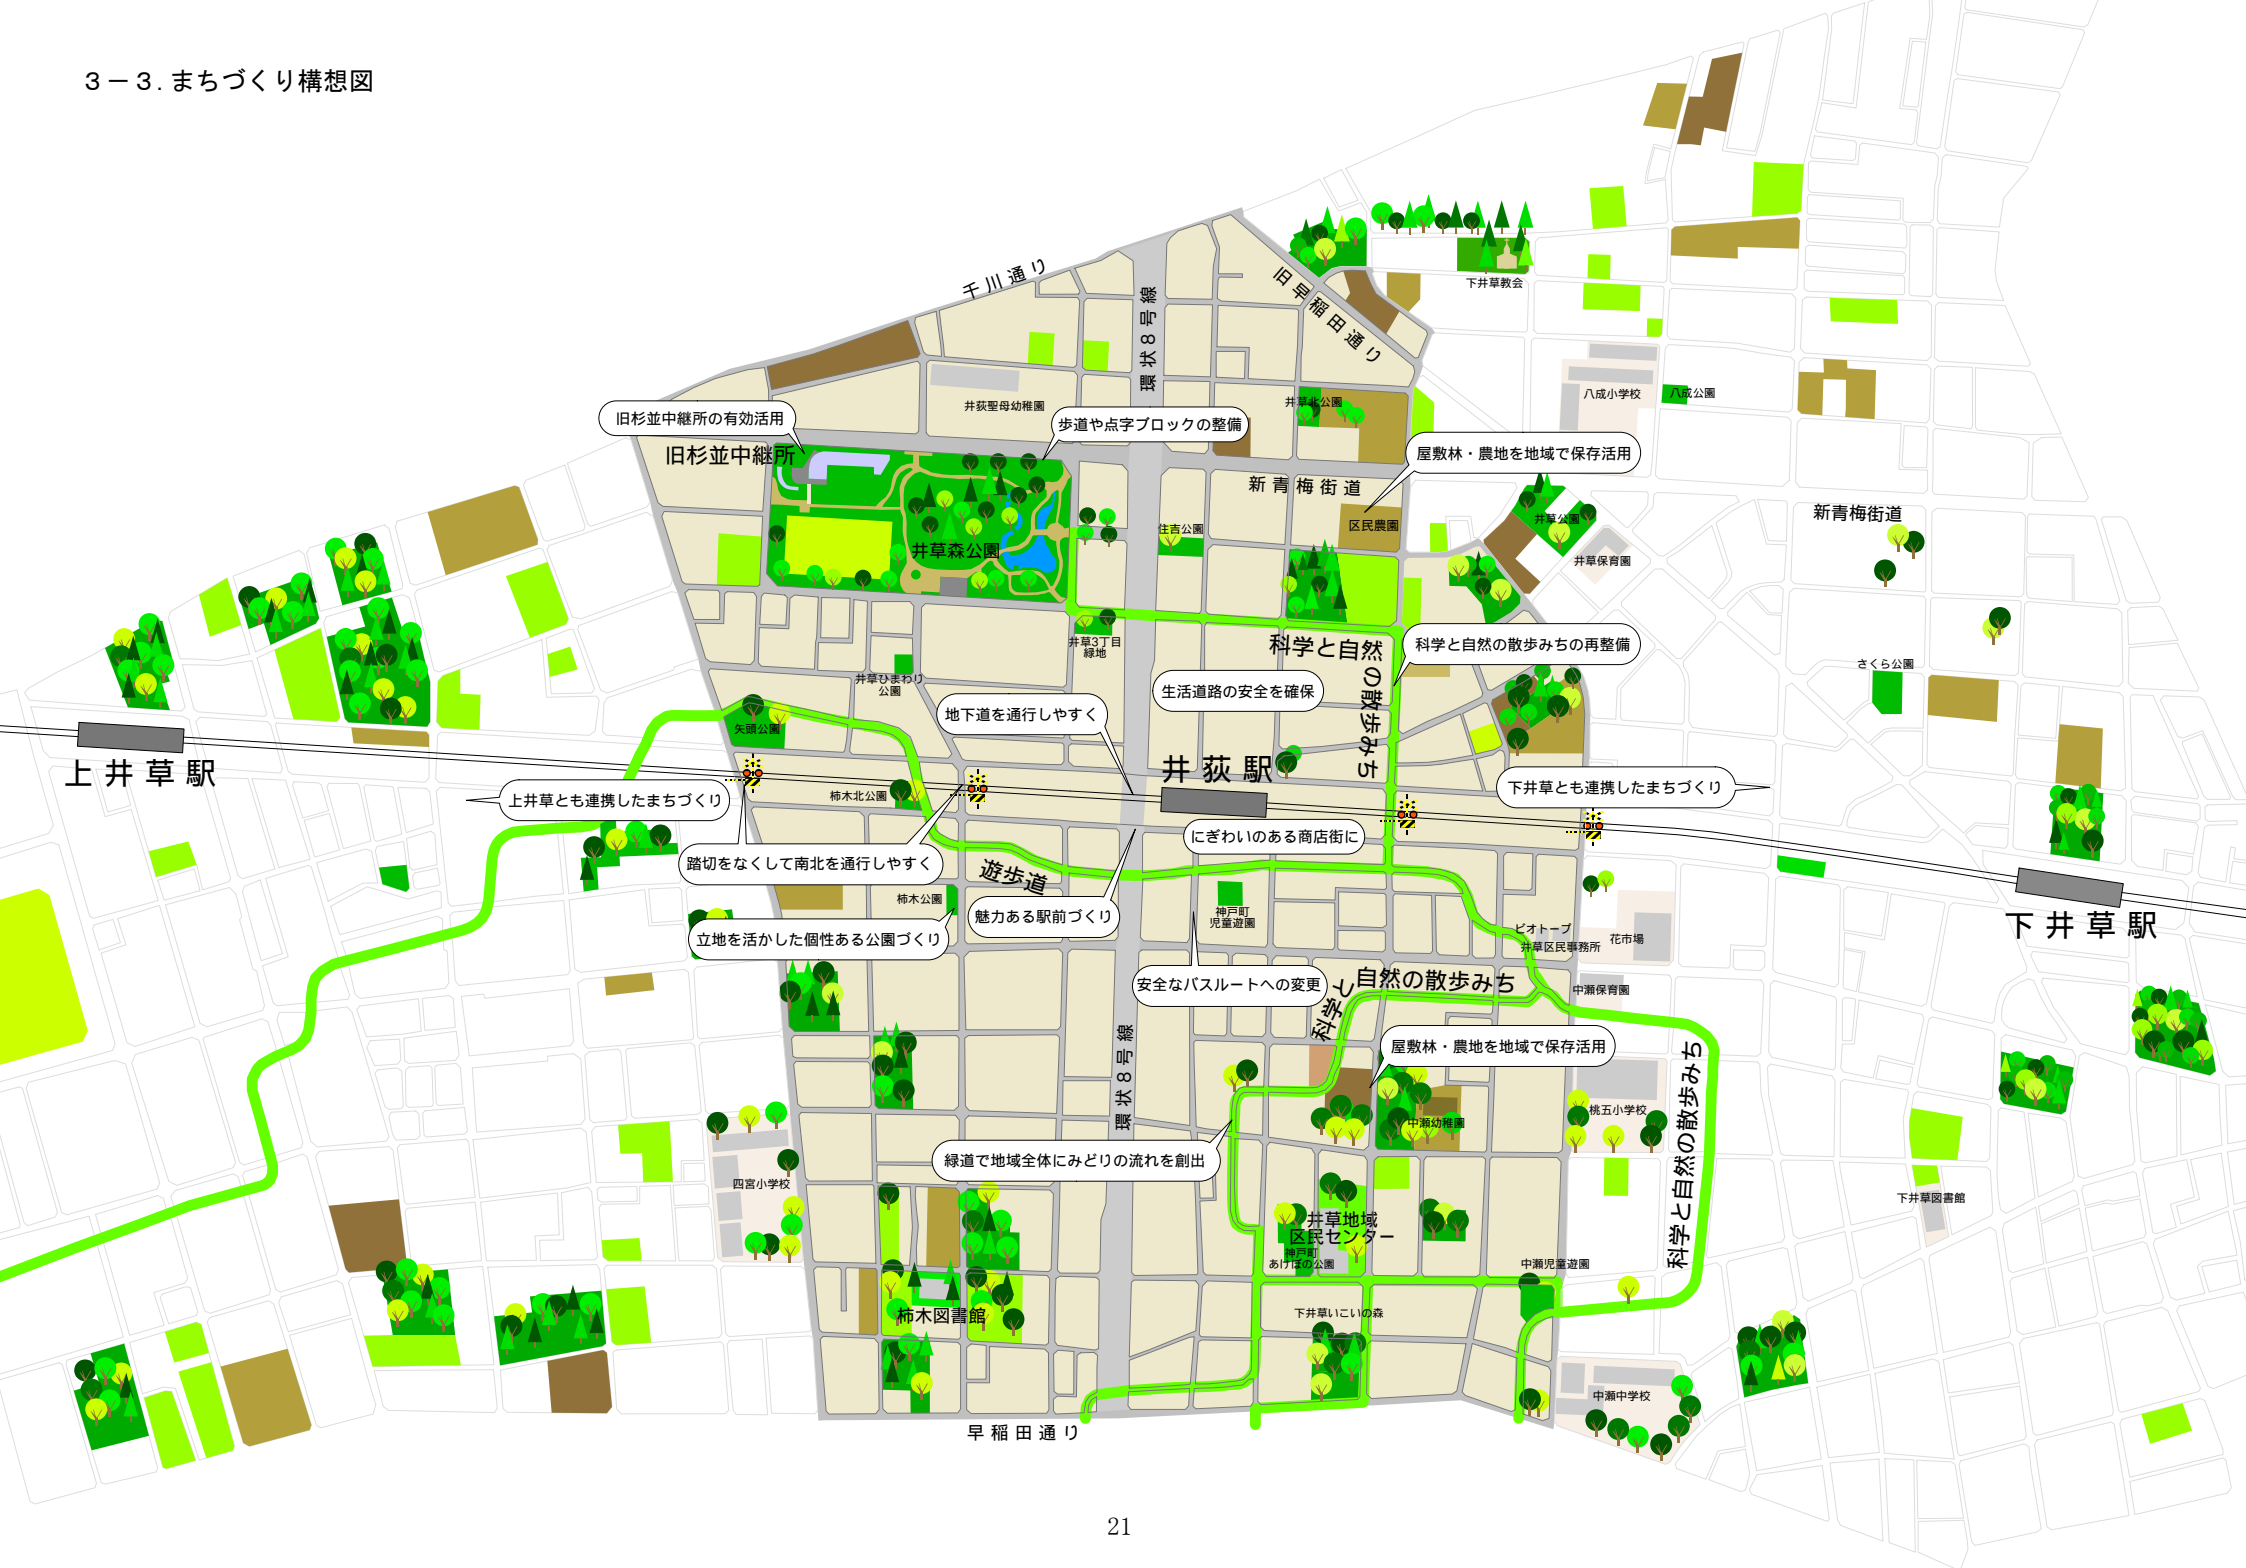 3－3.まちづくり構想図
千川通り
環状8号線
旧早稲田通り
下井草教会
井荻聖母幼稚園
井草北公園
八成小学校
八成公園
旧杉並中継所の有効活用
歩道や点字ブロックの整備
屋敷林・農地を地域で保存活用
旧杉並中継所
新青梅街道
新青梅街道
区民農園
住吉公園
井草公園
井草保育園
井草森公園
井草3丁目
緑地
科学と自然の散歩みち
科学と自然の散歩みちの再整備
さくら公園
井草ひまわり
公園
生活道路の安全を確保
地下道を通行しやすく
矢頭公園
上井草駅
井荻駅
下井草とも連携したまちづくり
上井草とも連携したまちづくり
柿木北公園
にぎわいのある商店街に
踏切をなくして南北を通行しやすく
遊歩道
柿木公園
魅力ある駅前づくり
神戸町
児童遊園
下井草駅
ビオトープ
井草区民事務所
花市場
立地を活かした個性ある公園づくり
安全なバスルートへの変更
科学と自然の散歩みち
中瀬保育園
環状8号線
屋敷林・農地を地域で保存活用
科学と自然の散歩みち
桃五小学校
中瀬幼稚園
緑道で地域全体にみどりの流れを創出
四宮小学校
下井草図書館
井草地域
区民センター
神戸町
あけぼの公園
中瀬児童遊園
柿木図書館
下井草いこいの森
中瀬中学校
早稲田通り
21